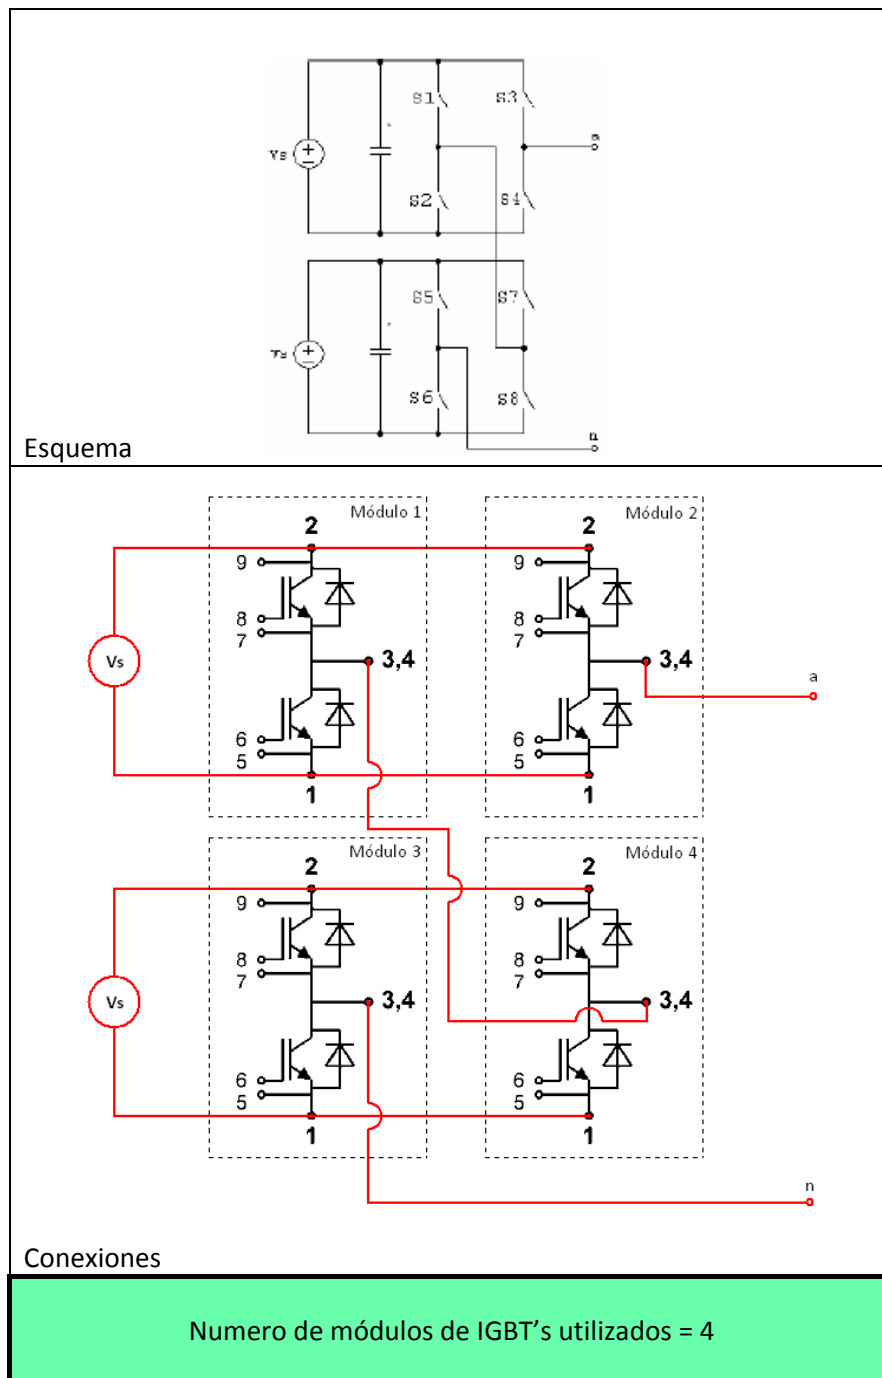 S1
S3
a
Vs
S2
S4
S5
S7
Vs
S6
S8
n
Esquema
Módulo 1
Módulo 2
2
2
9
9
8
8
7
7
Vs
3,4
3,4
a
6
6
5
5
1
1
Módulo 3
Módulo 4
2
2
9
9
8
8
7
7
Vs
3,4
3,4
6
6
5
5
1
1
n
Conexiones
Numero de módulos de IGBT’s utilizados = 4